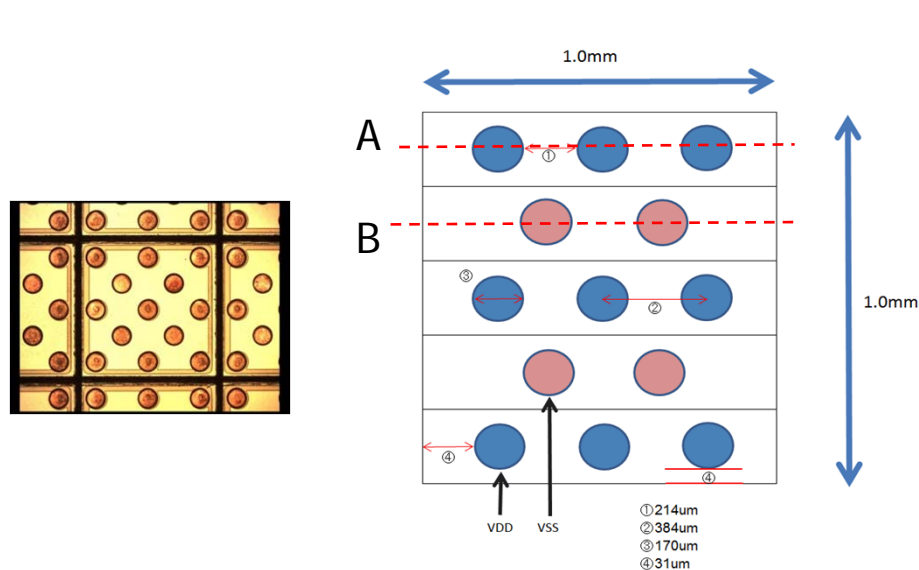 1.0mm
A
①
B
1.0mm
③
②
④
④
VDD
VSS
①214um
②384um
③170um
④31um